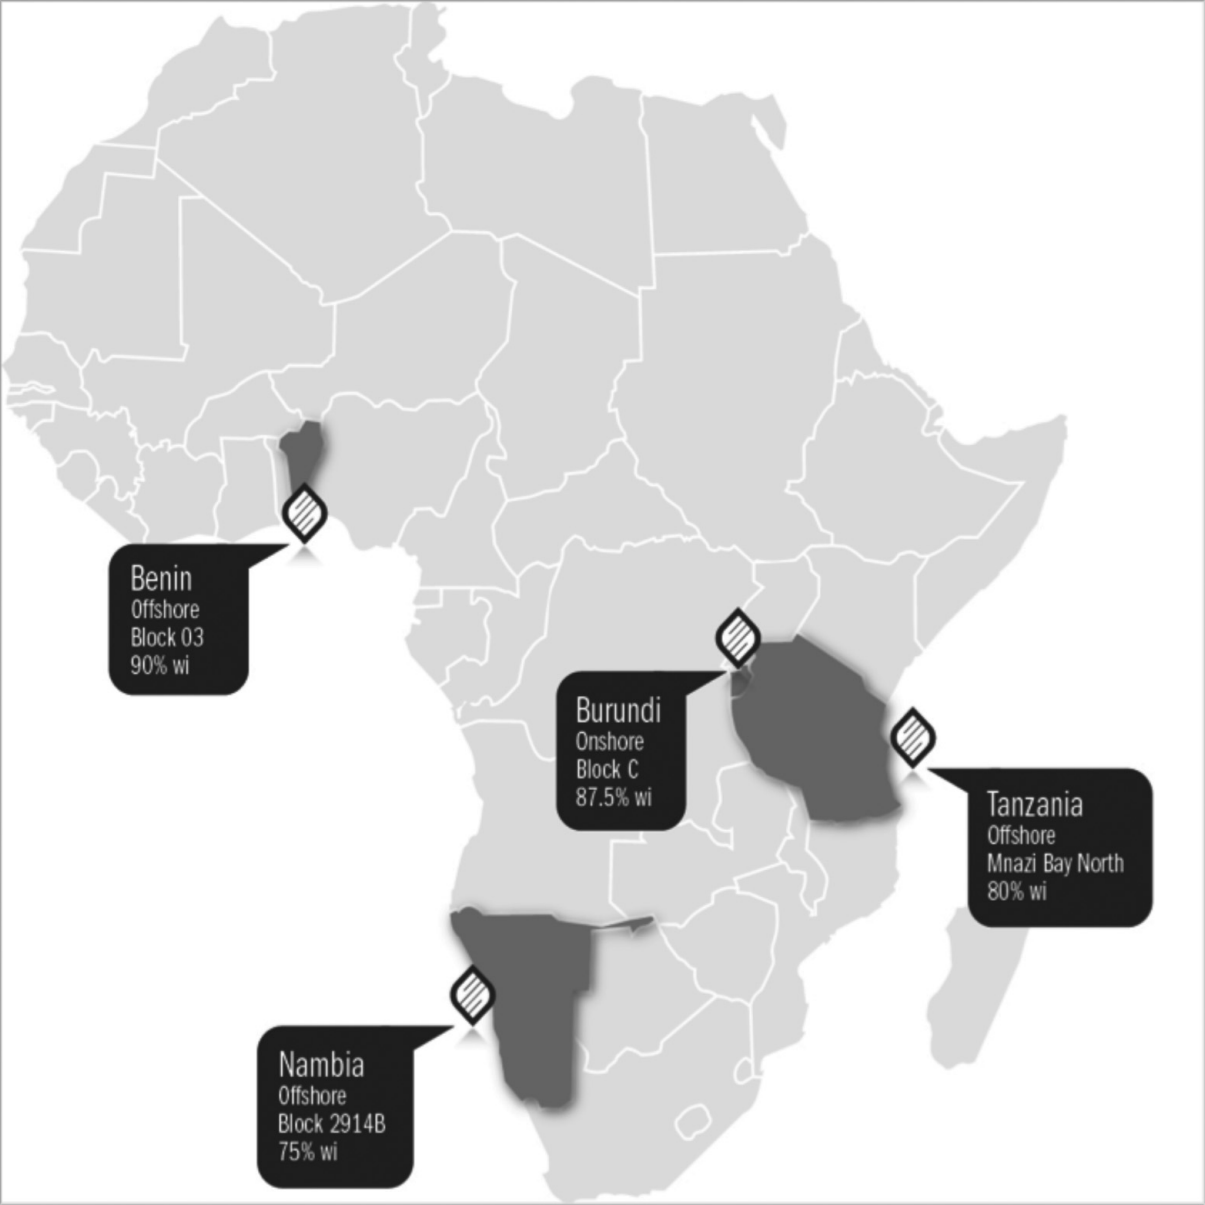 Benin
Offshore
Block 03
90% wi
Burundi
Onshore
Block C
87.5% wi
Tanzania
Offshore
Mnazi Bay North
80% wi
Nambia
Offshore
Block 2914B
75% wi